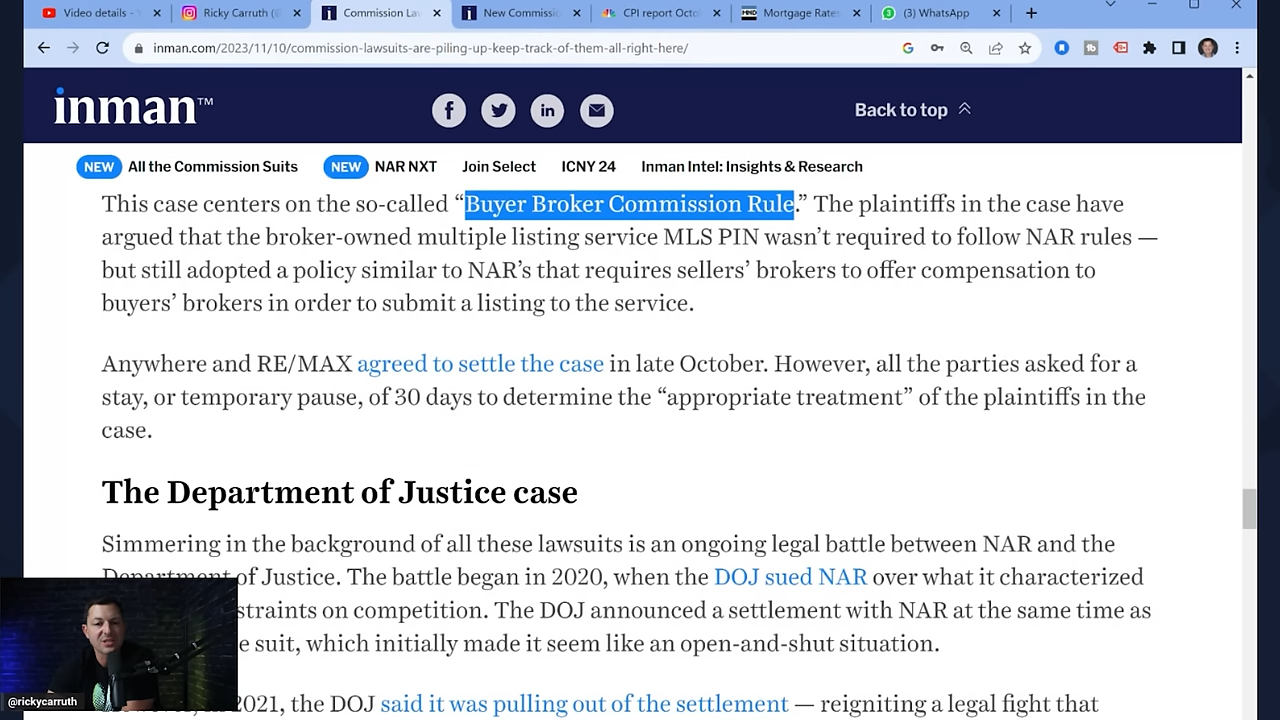 Video details -
Ricky Carruth (
Commission La
New Commissi
CPI report Octo
Mortgage Rates
(3) WhatsApp
inman.com/2023/11/10/commission-lawsuits-are-piling-up-keep-track-of-them-all-right-here/
inman™
Back to top
NEW All the Commission Suits NEW NAR NXT Join Select ICNY 24 Inman Intel: Insights & Research
This case centers on the so-called “Buyer Broker Commission Rule.” The plaintiffs in the case have
argued that the broker-owned multiple listing service MLS PIN wasn’t required to follow NAR rules —
but still adopted a policy similar to NAR’s that requires sellers’ brokers to offer compensation to
buyers’ brokers in order to submit a listing to the service.
Anywhere and RE/MAX agreed to settle the case in late October. However, all the parties asked for a
stay, or temporary pause, of 30 days to determine the “appropriate treatment” of the plaintiffs in the
case.
The Department of Justice case
Simmering in the background of all these lawsuits is an ongoing legal battle between NAR and the
Department of Justice. The battle began in 2020, when the DOJ sued NAR over what it characterized
straints on competition. The DOJ announced a settlement with NAR at the same time as
e suit, which initially made it seem like an open-and-shut situation.
2021, the DOJ said it was pulling out of the settlement — reigniting a legal fight that
@rickycarruth